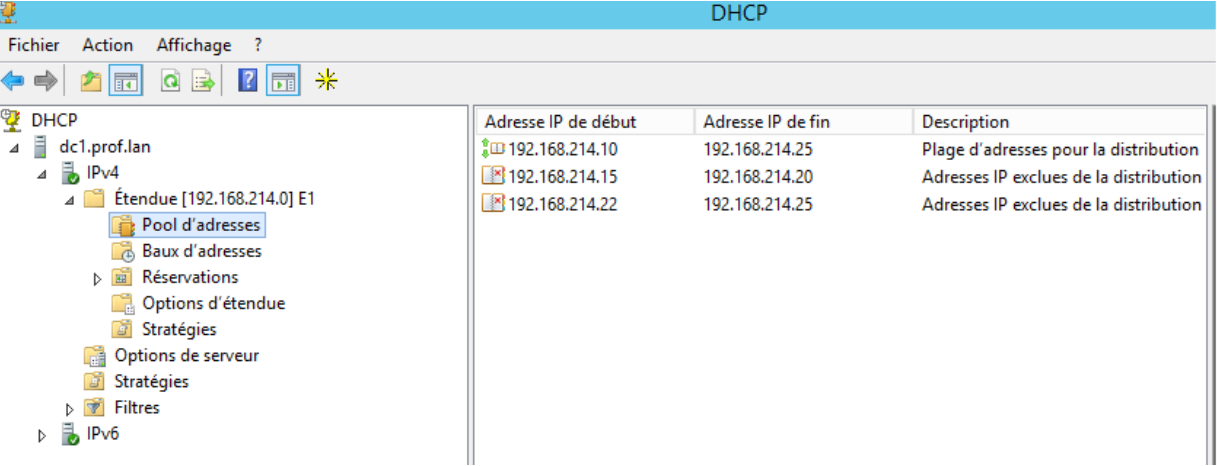 DHCP
Fichier Action Affichage ?
DHCP
dc1.prof.lan
IPv4
Étendue [192.168.214.0] E1
Pool d'adresses
Baux d'adresses
Réservations
Options d'étendue
Stratégies
Options de serveur
Stratégies
Filtres
IPv6
Adresse IP de début Adresse IP de fin Description
192.168.214.10 192.168.214.25 Plage d'adresses pour la distribution
192.168.214.15 192.168.214.20 Adresses IP exclues de la distribution
192.168.214.22 192.168.214.25 Adresses IP exclues de la distribution